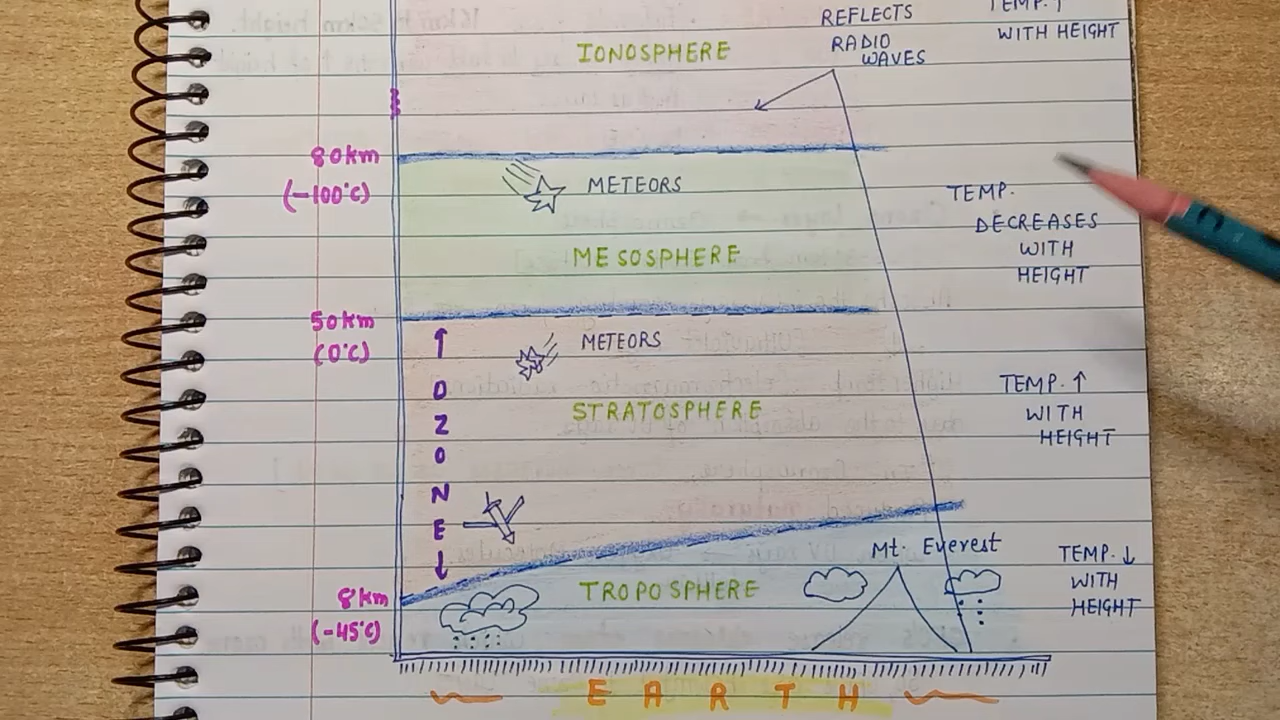 REFLECTS
RADIO
WAVES
TEMP. ↑
WITH HEIGHT
IONOSPHERE
80km
(-100°C)
METEORS
MESOSPHERE
TEMP.
DECREASES
WITH
HEIGHT
50km
(0°C)
METEORS
STRATOSPHERE
OZONE
TEMP. ↑
WITH
HEIGHT
Mt. Everest
TROPOSPHERE
TEMP. ↓
WITH
HEIGHT
8km
(-45°C)
EARTH